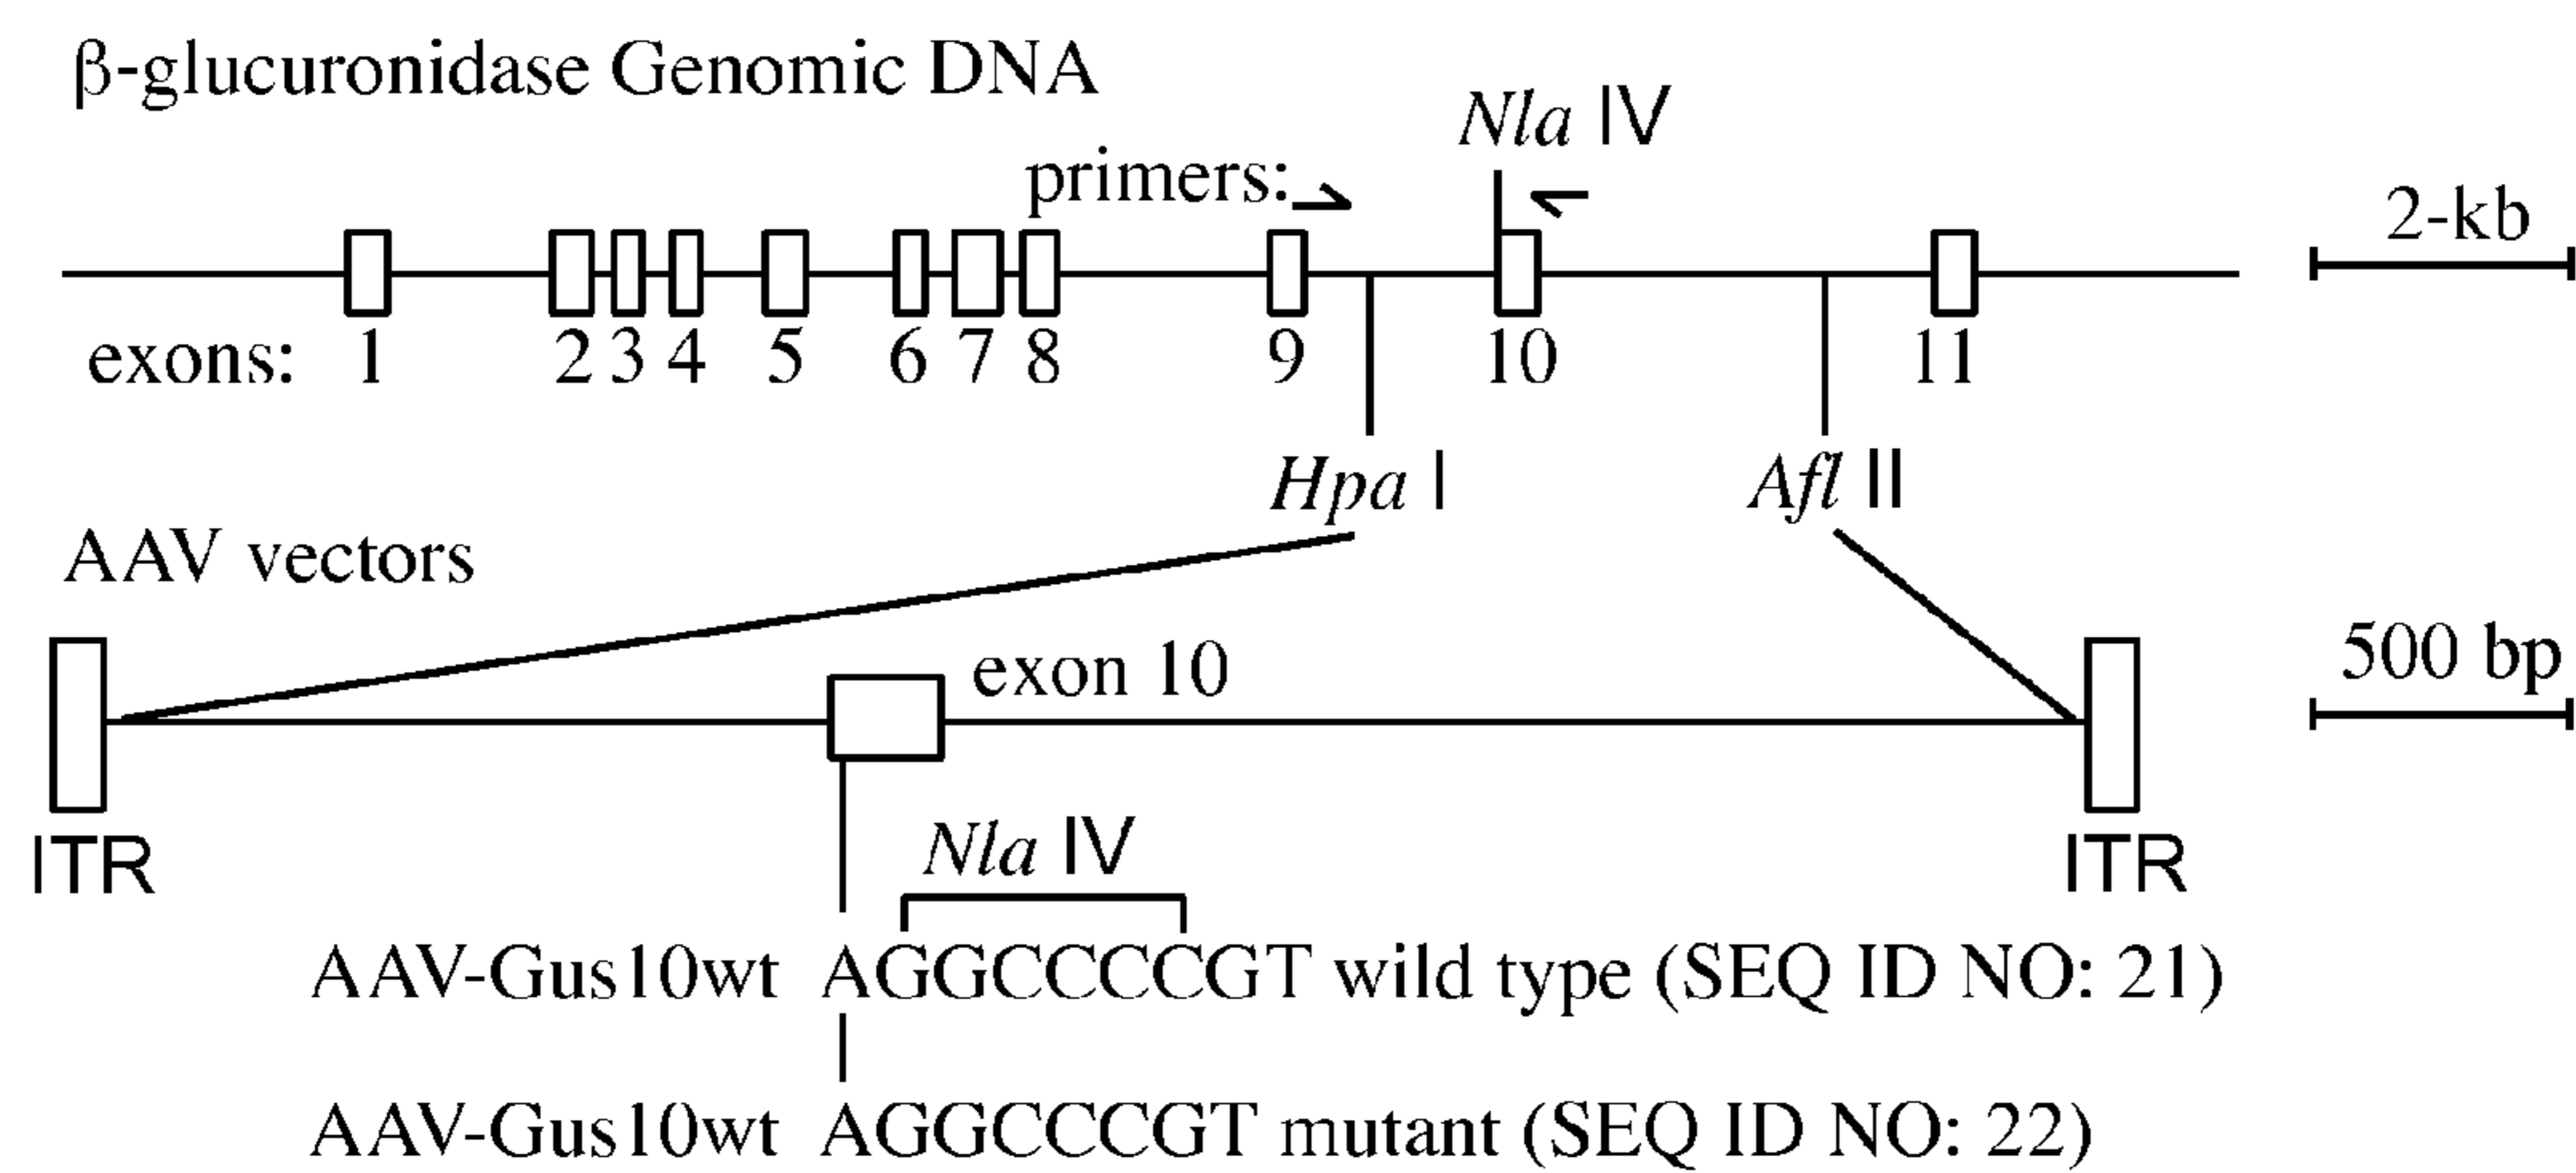 β-glucuronidase Genomic DNA
Nla IV
primers:
2-kb
exons: 1 2 3 4 5 6 7 8 9 10 11
Hpa I Afl II
AAV vectors
exon 10
500 bp
ITR ITR
Nla IV
AAV-Gus10wt AGGCCCCGT wild type (SEQ ID NO: 21)
AAV-Gus10wt AGGCCCGT mutant (SEQ ID NO: 22)